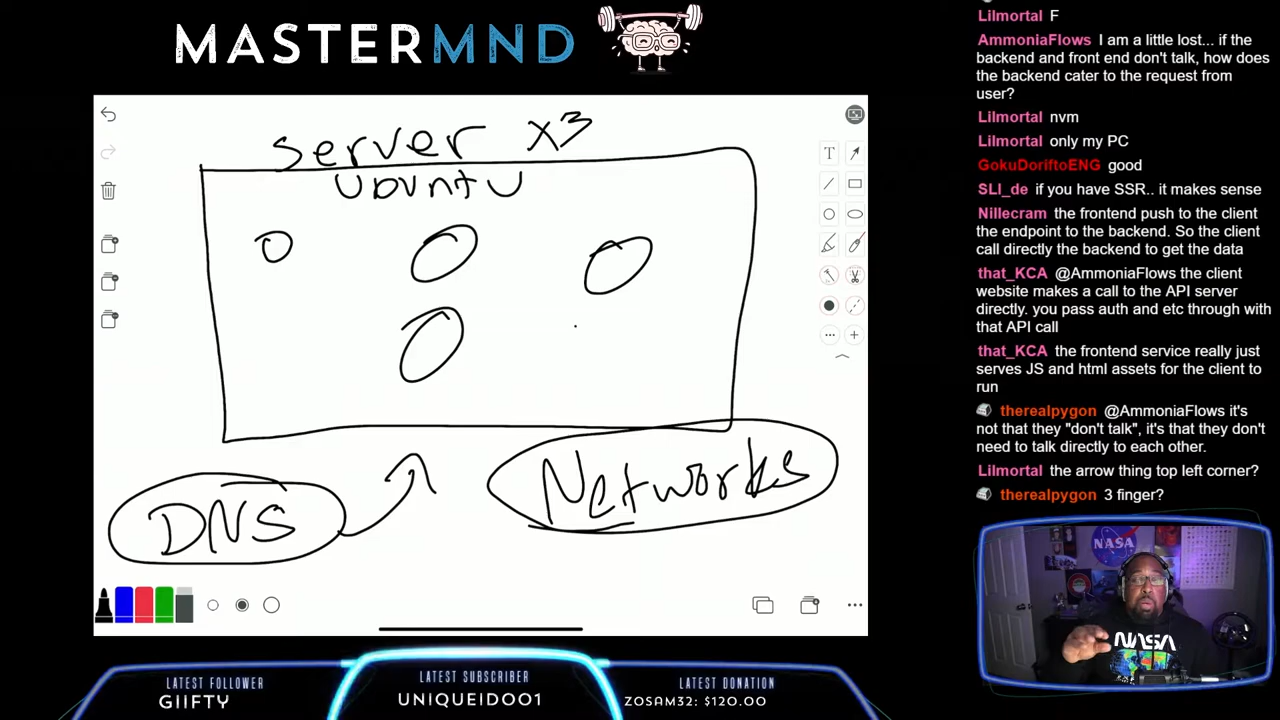 MASTERMND
server x3
Ubuntu
DNS
Networks
T
Lilmortal F
AmmoniaFlows I am a little lost... if the
backend and front end don't talk, how does
the backend cater to the request from
user?
Lilmortal nvm
Lilmortal only my PC
GokuDoriftoENG good
SLI_de if you have SSR.. it makes sense
Nillecram the frontend push to the client
the endpoint to the backend. So the client
call directly the backend to get the data
that_KCA @AmmoniaFlows the client
website makes a call to the API server
directly. you pass auth and etc through with
that API call
that_KCA the frontend service really just
serves JS and html assets for the client to
run
therealpygon @AmmoniaFlows it's
not that they "don't talk", it's that they don't
need to talk directly to each other.
Lilmortal the arrow thing top left corner?
therealpygon 3 finger?
NASA
NASA
LATEST FOLLOWER
GIIFTY
LATEST SUBSCRIBER
UNIQUEID001
LATEST DONATION
ZOSAM32: $120.00